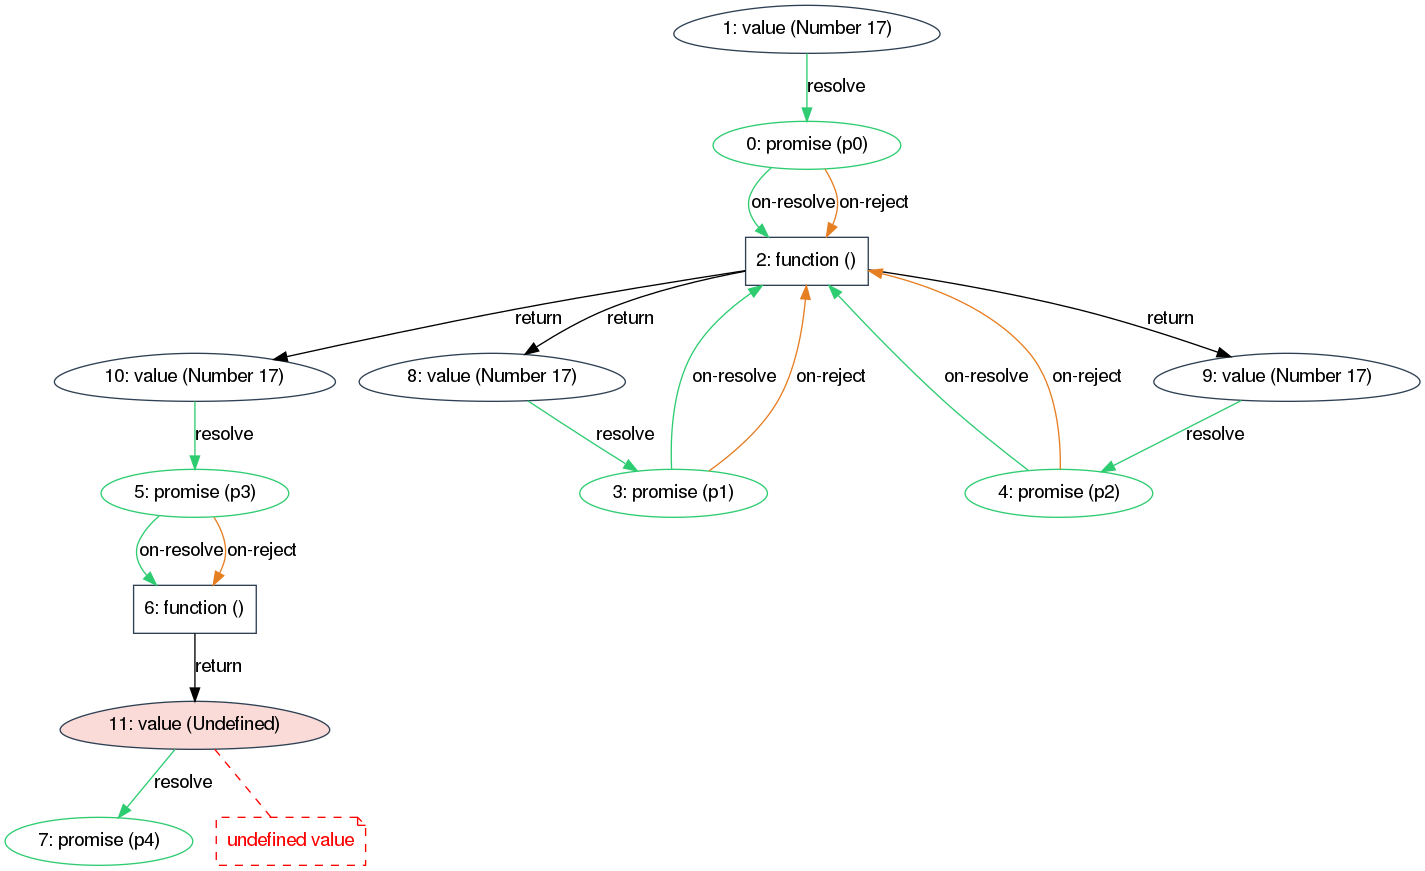 1: value (Number 17)
resolve
0: promise (p0)
on-resolve on-reject
2: function ()
return return return
10: value (Number 17) 8: value (Number 17) on-resolve on-reject on-resolve on-reject 9: value (Number 17)
resolve resolve resolve
5: promise (p3) 3: promise (p1) 4: promise (p2)
on-resolve on-reject
6: function ()
return
11: value (Undefined)
resolve
7: promise (p4) undefined value